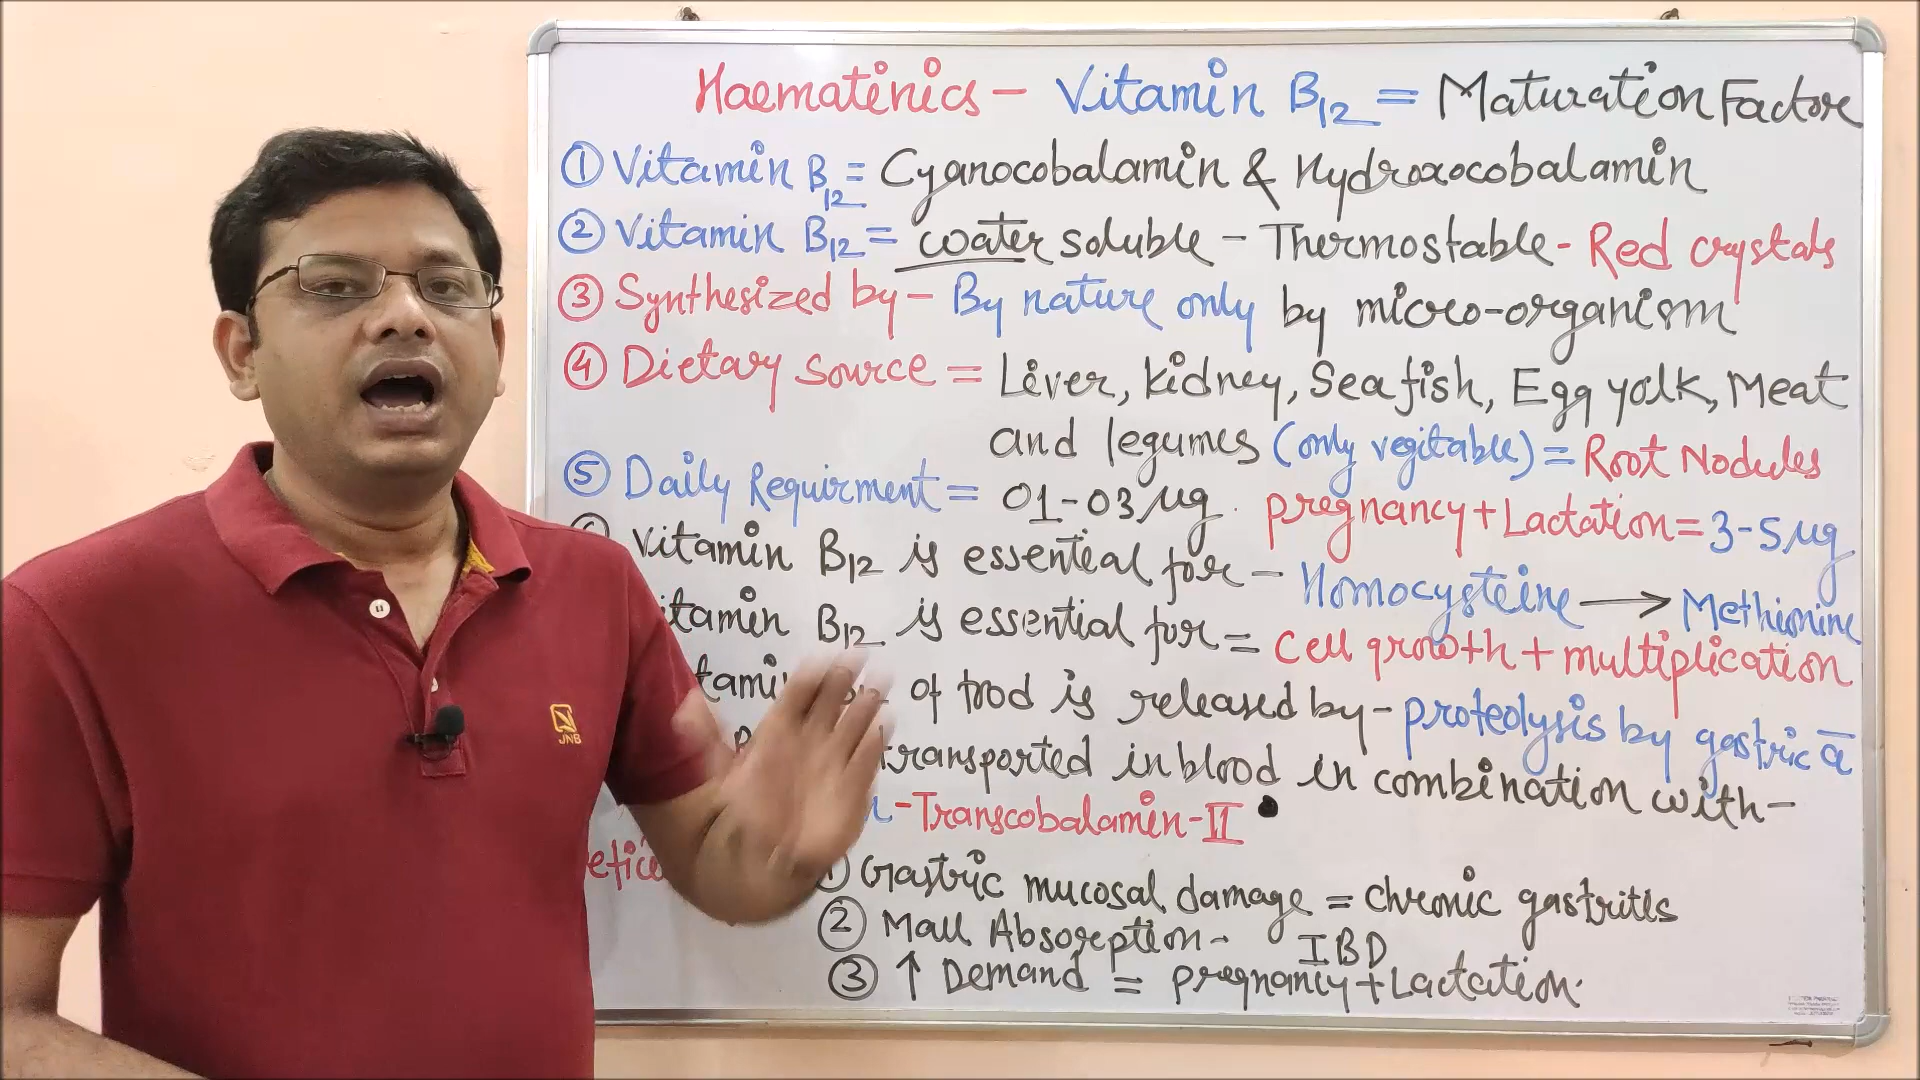 Haematinics - Vitamin B12 = Maturation Factor
① Vitamin B12 = Cyanocobalamin & Hydroxocobalamin
② Vitamin B12 = water soluble - Thermostable - Red crystals
③ Synthesized by - By nature only by micro-organism
④ Dietary Source = Liver, Kidney, Sea fish, Egg yolk, Meat
and legumes (only vegitable) = Root Nodules
⑤ Daily Requirment = 01-03 μg. pregnancy + Lactation = 3-5 μg
Vitamin B12 is essential for - Homocysteine → Methionine
itamin B12 is essential for = Cell growth + multiplication
tami of food is released by - proteolysis by gastric a
transported in blood in combination with -
- Transcobalamin - II
efici
① Gastric mucosal damage = chronic gastritis
② Mall Absorption - IBD
③ ↑ Demand = pregnancy + Lactation.
JNB